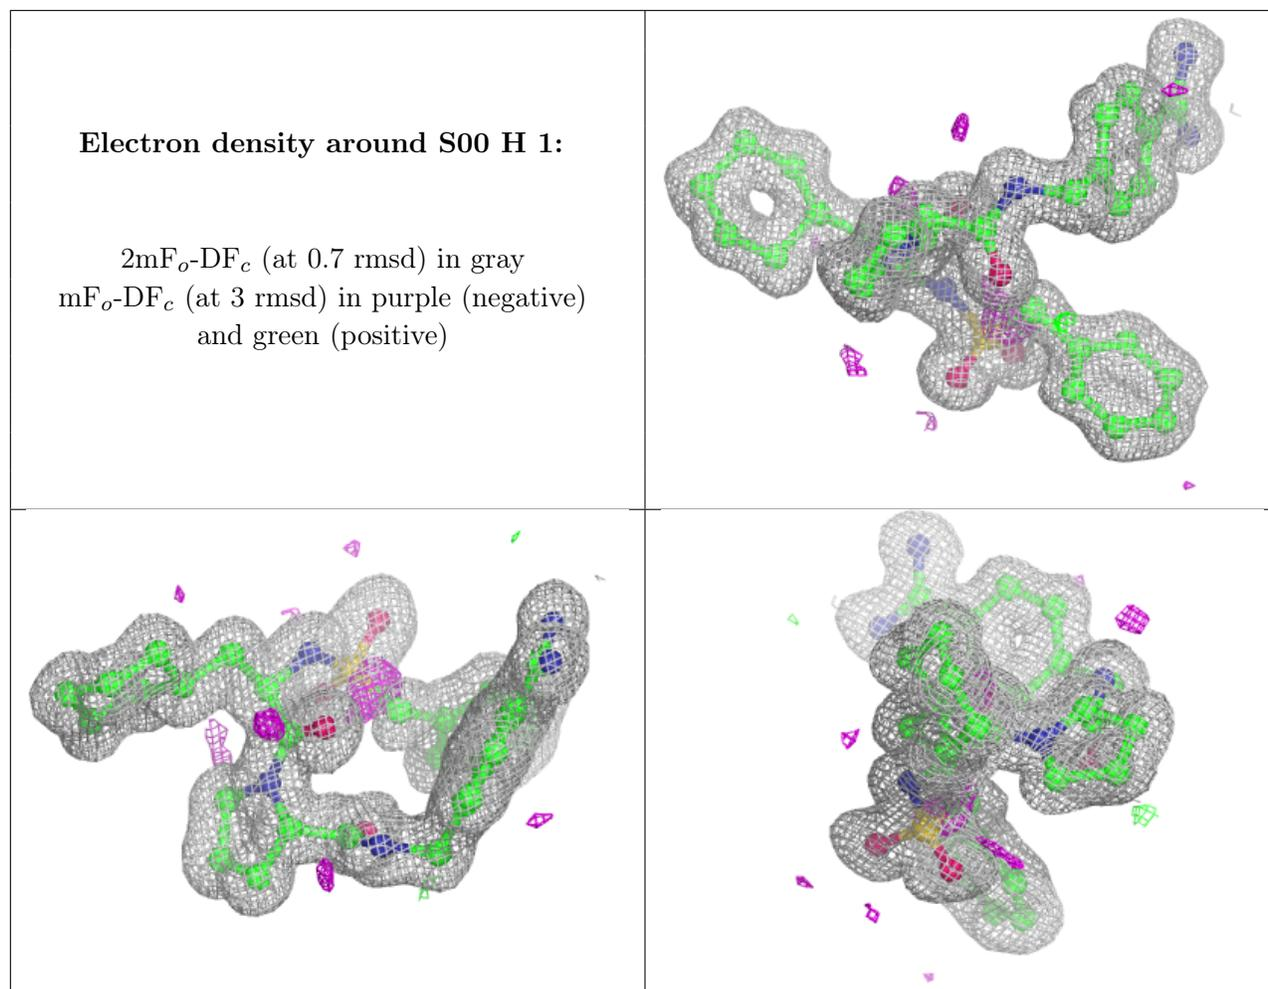 Electron density around S00 H 1:
2mFo-DFc (at 0.7 rmsd) in gray
mFo-DFc (at 3 rmsd) in purple (negative)
and green (positive)